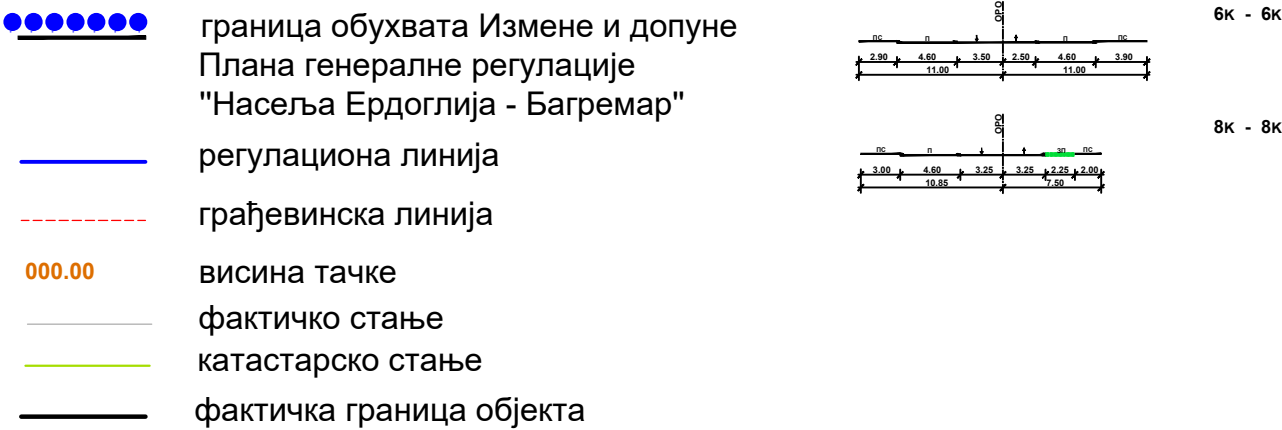 граница обухвата Измене и допуне
Плана генералне регулације
"Насеља Ердоглија - Багремар"
регулациона линија
грађевинска линија
000.00 висина тачке
фактичко стање
катастарско стање
фактичка граница објекта
ОРО
6к - 6к
пс п п пс
2.90 4.60 3.50 2.50 4.60 3.90
11.00 11.00
ОРО
8к - 8к
пс п зп пс
3.00 4.60 3.25 3.25 2.25 2.00
10.85 7.50